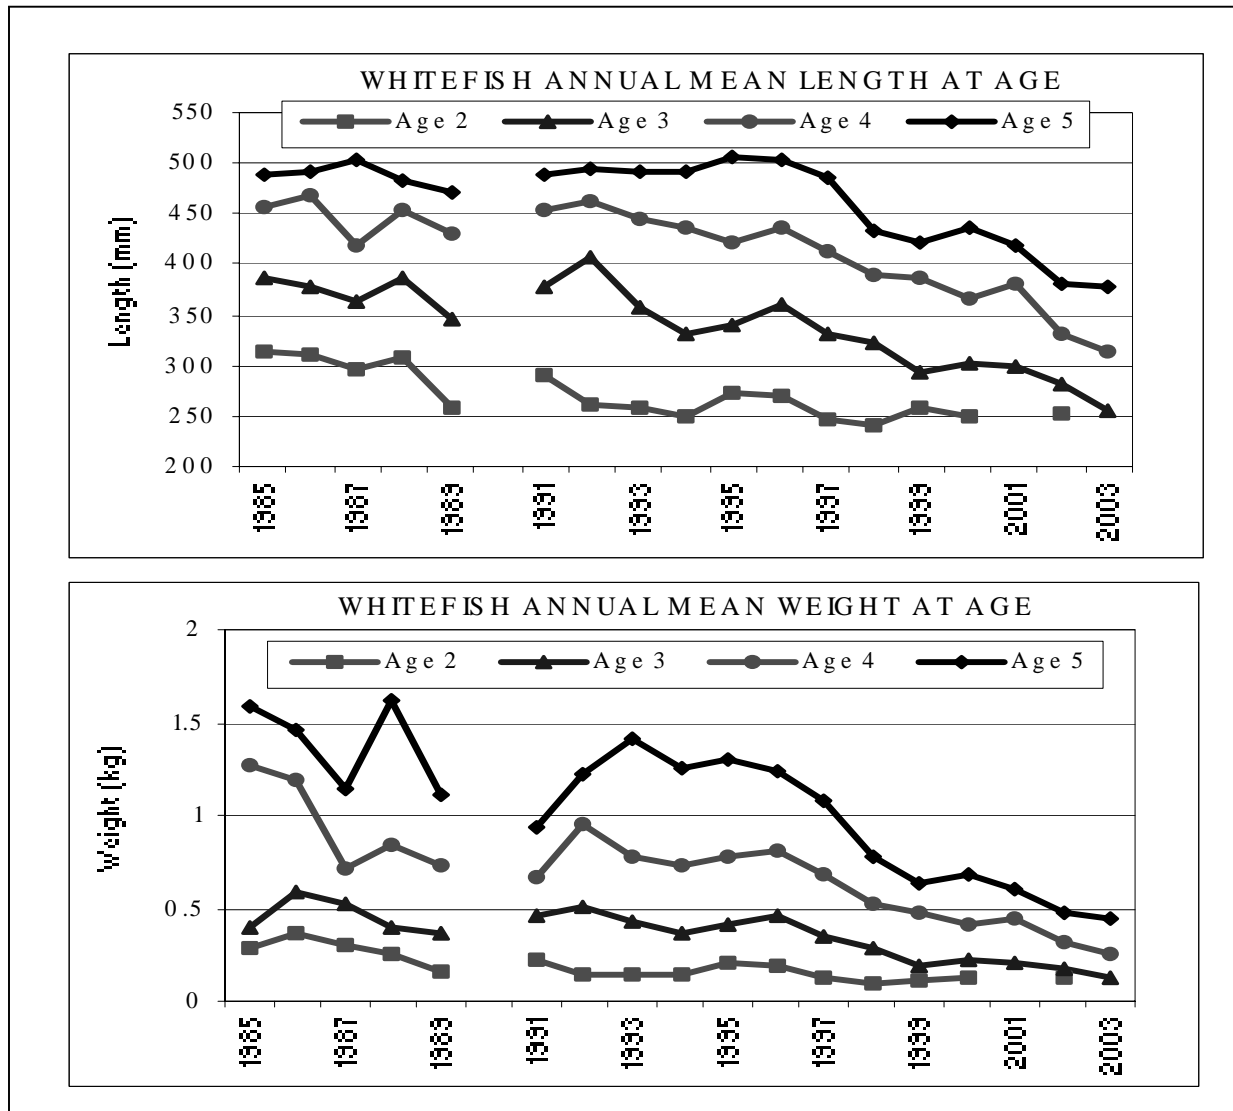 WHITEFISH ANNUAL MEAN LENGTH AT AGE
Age 2 Age 3 Age 4 Age 5
550
500
450
400
350
300
250
200
Length (mm)
1985 1987 1989 1991 1993 1995 1997 1999 2001 2003
WHITEFISH ANNUAL MEAN WEIGHT AT AGE
Age 2 Age 3 Age 4 Age 5
2
1.5
1
0.5
0
Weight (kg)
1985 1987 1989 1991 1993 1995 1997 1999 2001 2003